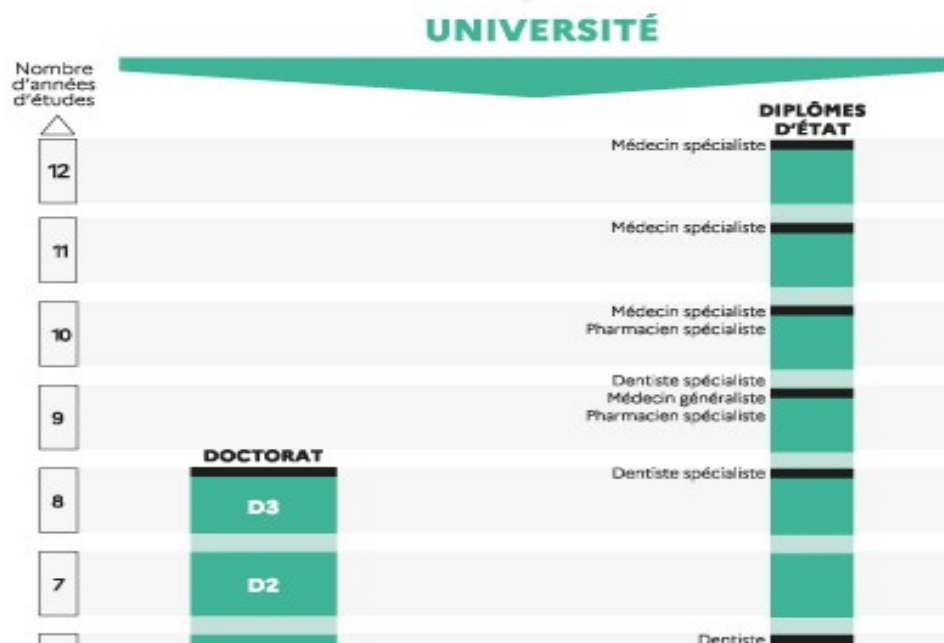 UNIVERSITÉ
Nombre
d'années
d'études
DIPLÔMES
D'ÉTAT
12
Médecin spécialiste
11
Médecin spécialiste
10
Médecin spécialiste
Pharmacien spécialiste
9
Dentiste spécialiste
Médecin généraliste
Pharmacien spécialiste
DOCTORAT
8
D3
Dentiste spécialiste
7
D2
Dentiste